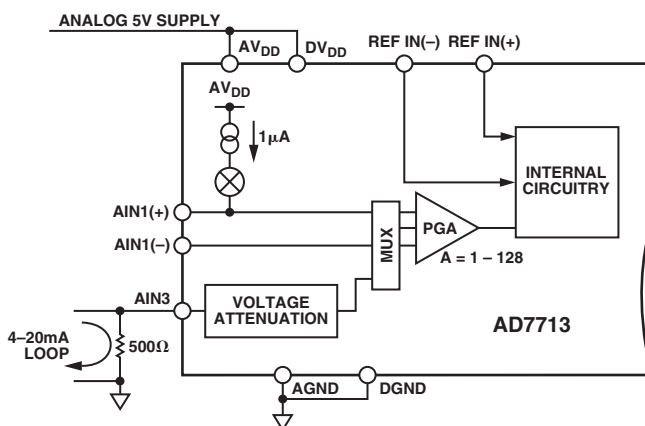 ANALOG 5V SUPPLY
AVDD
DVDD
REF IN(–)
REF IN(+)
AVDD
1µA
INTERNAL
CIRCUITRY
AIN1(+)
AIN1(–)
MUX
PGA
A = 1 – 128
AIN3
VOLTAGE
ATTENUATION
AD7713
4–20mA
LOOP
500Ω
AGND
DGND